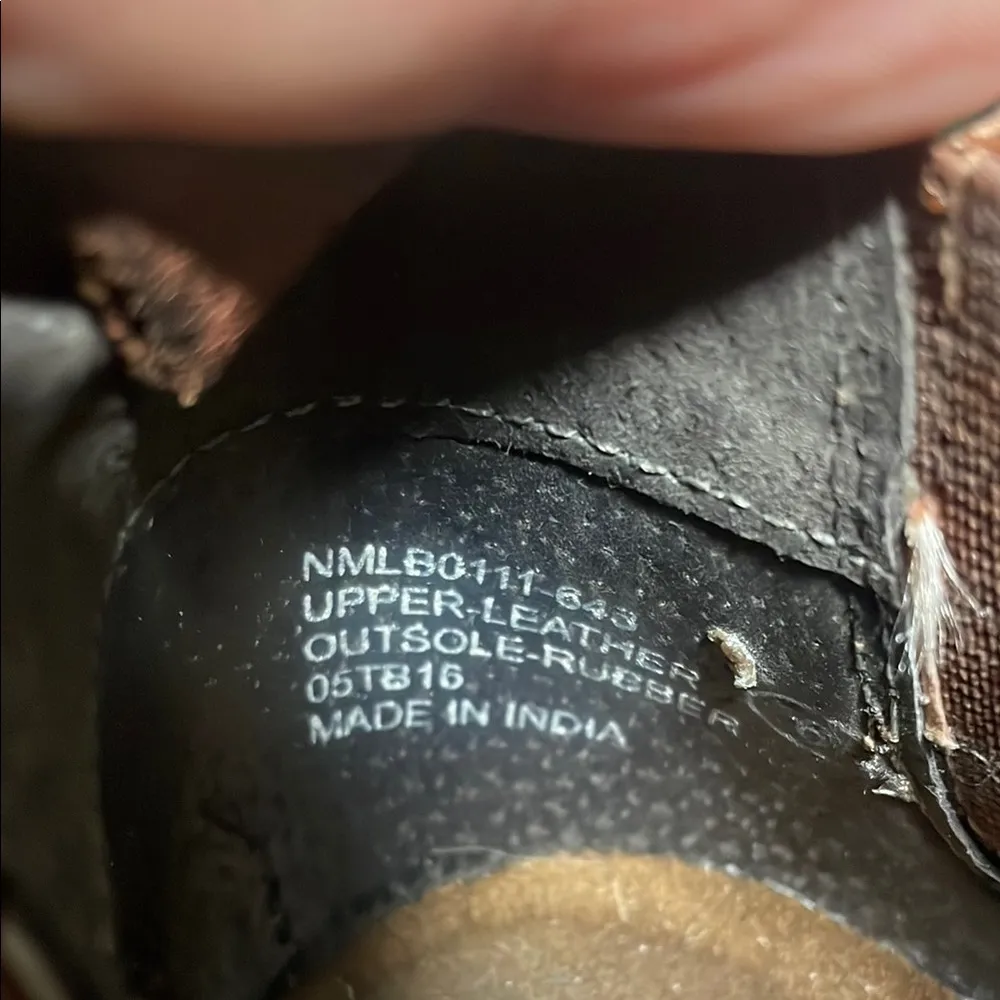 NMLB0111-643
UPPER-LEATHER
OUTSOLE-RUBBER
05TB16
MADE IN INDIA